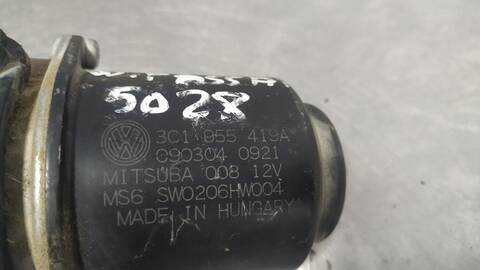 5028
3C1 955 419A
090304 0921
MITSUBA 008 12V
MS6 SW0206HW004
MADE IN HUNGARY